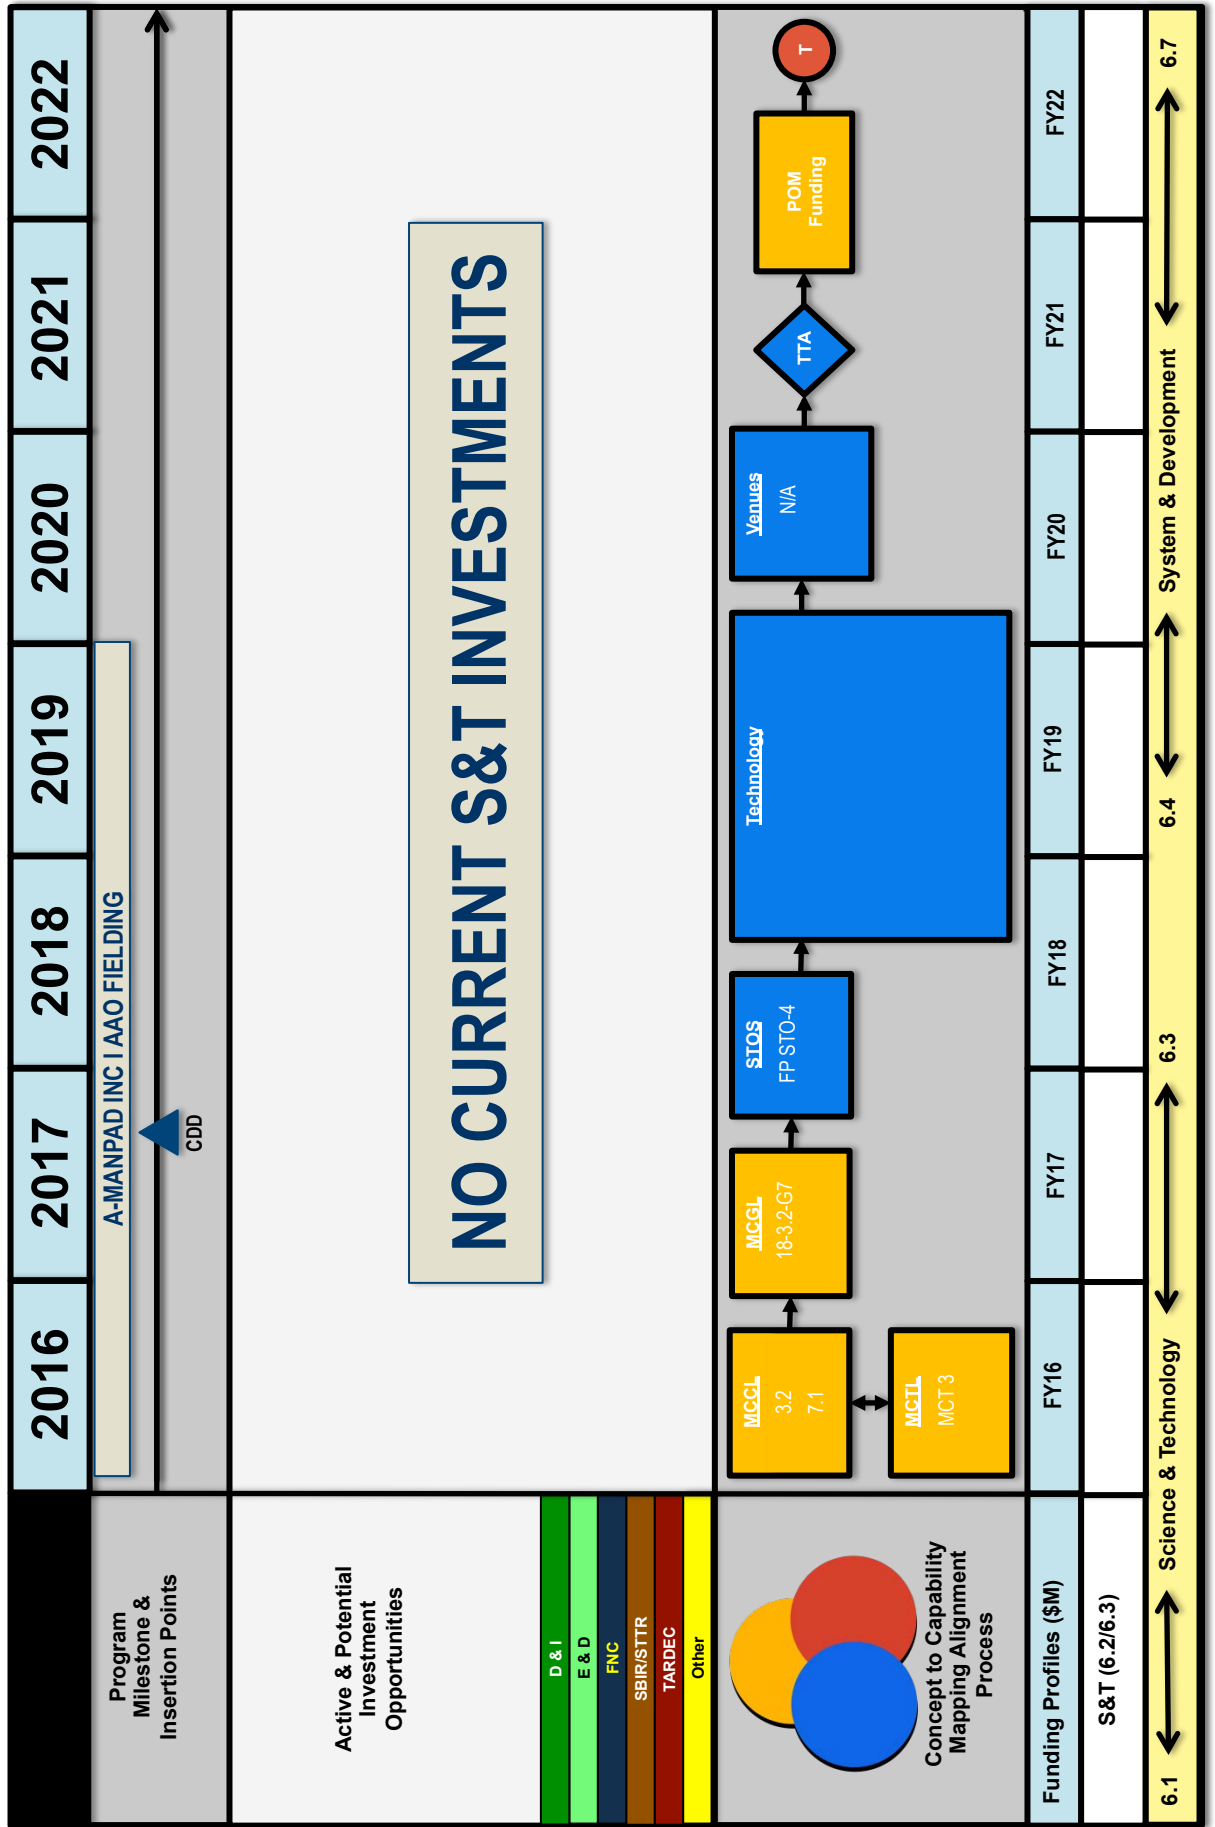 2016
2017
2018
2019
2020
2021
2022
Program
Milestone &
Insertion Points
A-MANPAD INC I AAO FIELDING
CDD
Active & Potential
Investment
Opportunities
NO CURRENT S&T INVESTMENTS
D & I
E & D
FNC
SBIR/STTR
TARDEC
Other
Concept to Capability
Mapping Alignment
Process
MCCL
3.2
7.1
MCTL
MCT 3
MCGL
18-3.2-G7
STOS
FP STO-4
Technology
Venues
N/A
TTA
POM
Funding
T
Funding Profiles ($M)
FY16
FY17
FY18
FY19
FY20
FY21
FY22
S&T (6.2/6.3)
6.1
Science & Technology
6.3
6.4
System & Development
6.7